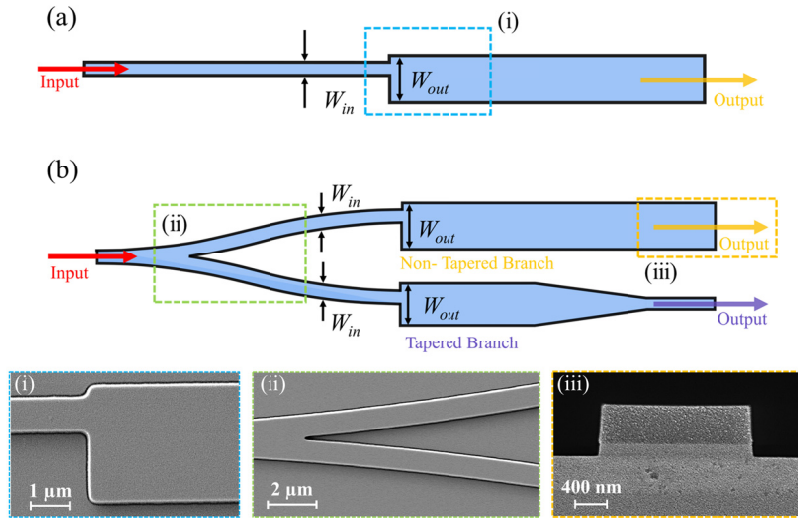 (a)
(i)
Input
W_in
W_out
Output
(b)
(ii)
W_in
W_out
Output
Input
Non- Tapered Branch
(iii)
W_in
W_out
Output
Tapered Branch
(i)
1 µm
(ii)
2 µm
(iii)
400 nm